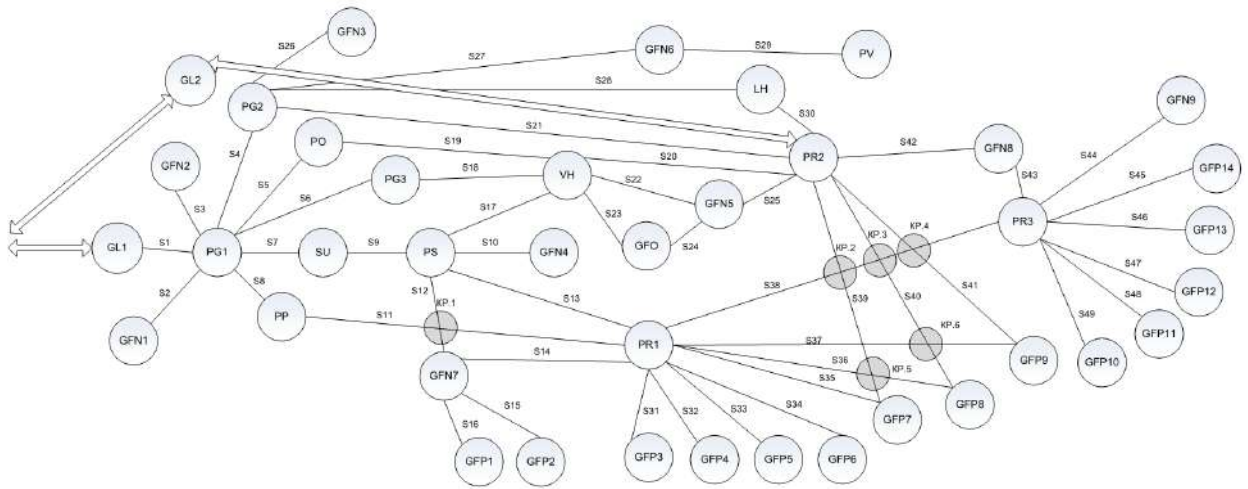 GFN3
S26
S27
GFN6
S29
PV
GL2
S28
LH
GFN9
PG2
S30
S21
S19
PO
S20
PR2
S42
GFN8
S44
S4
GFN2
S5
S18
PG3
VH
S22
S45
GFP14
S43
S6
S3
GFN5
S25
S46
GFP13
PR3
S17
S23
KP.4
KP.3
KP.2
GL1
S1
PG1
S7
SU
S9
PS
S10
GFN4
GFO
S24
S47
GFP12
S8
S2
S12
S13
S38
S39
S40
S41
S48
GFP11
S49
KP.1
PP
S11
GFN1
PR1
S37
KP.6
GFP9
GFP10
S14
S36
KP.5
S35
GFN7
GFP8
GFP7
S15
S16
S31
S32
S33
S34
GFP1
GFP2
GFP3
GFP4
GFP5
GFP6